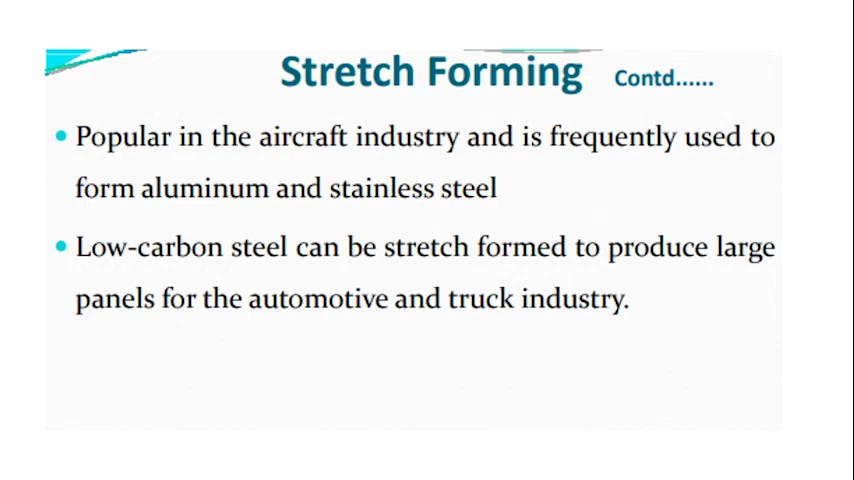 Stretch Forming Contd......
• Popular in the aircraft industry and is frequently used to
form aluminum and stainless steel
• Low-carbon steel can be stretch formed to produce large
panels for the automotive and truck industry.